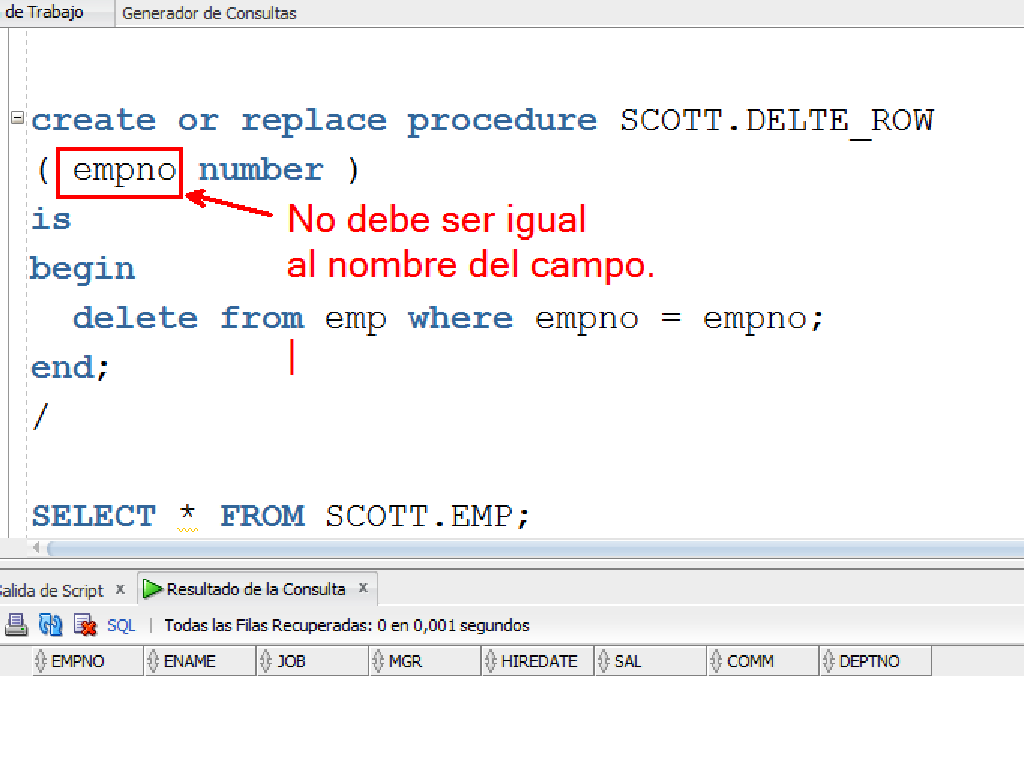 de Trabajo Generador de Consultas
create or replace procedure SCOTT.DELTE_ROW
( empno number )
is
No debe ser igual
begin
al nombre del campo.
delete from emp where empno = empno;
end;
/
SELECT * FROM SCOTT.EMP;
Salida de Script x Resultado de la Consulta x
SQL | Todas las Filas Recuperadas: 0 en 0,001 segundos
EMPNO ENAME JOB MGR HIREDATE SAL COMM DEPTNO